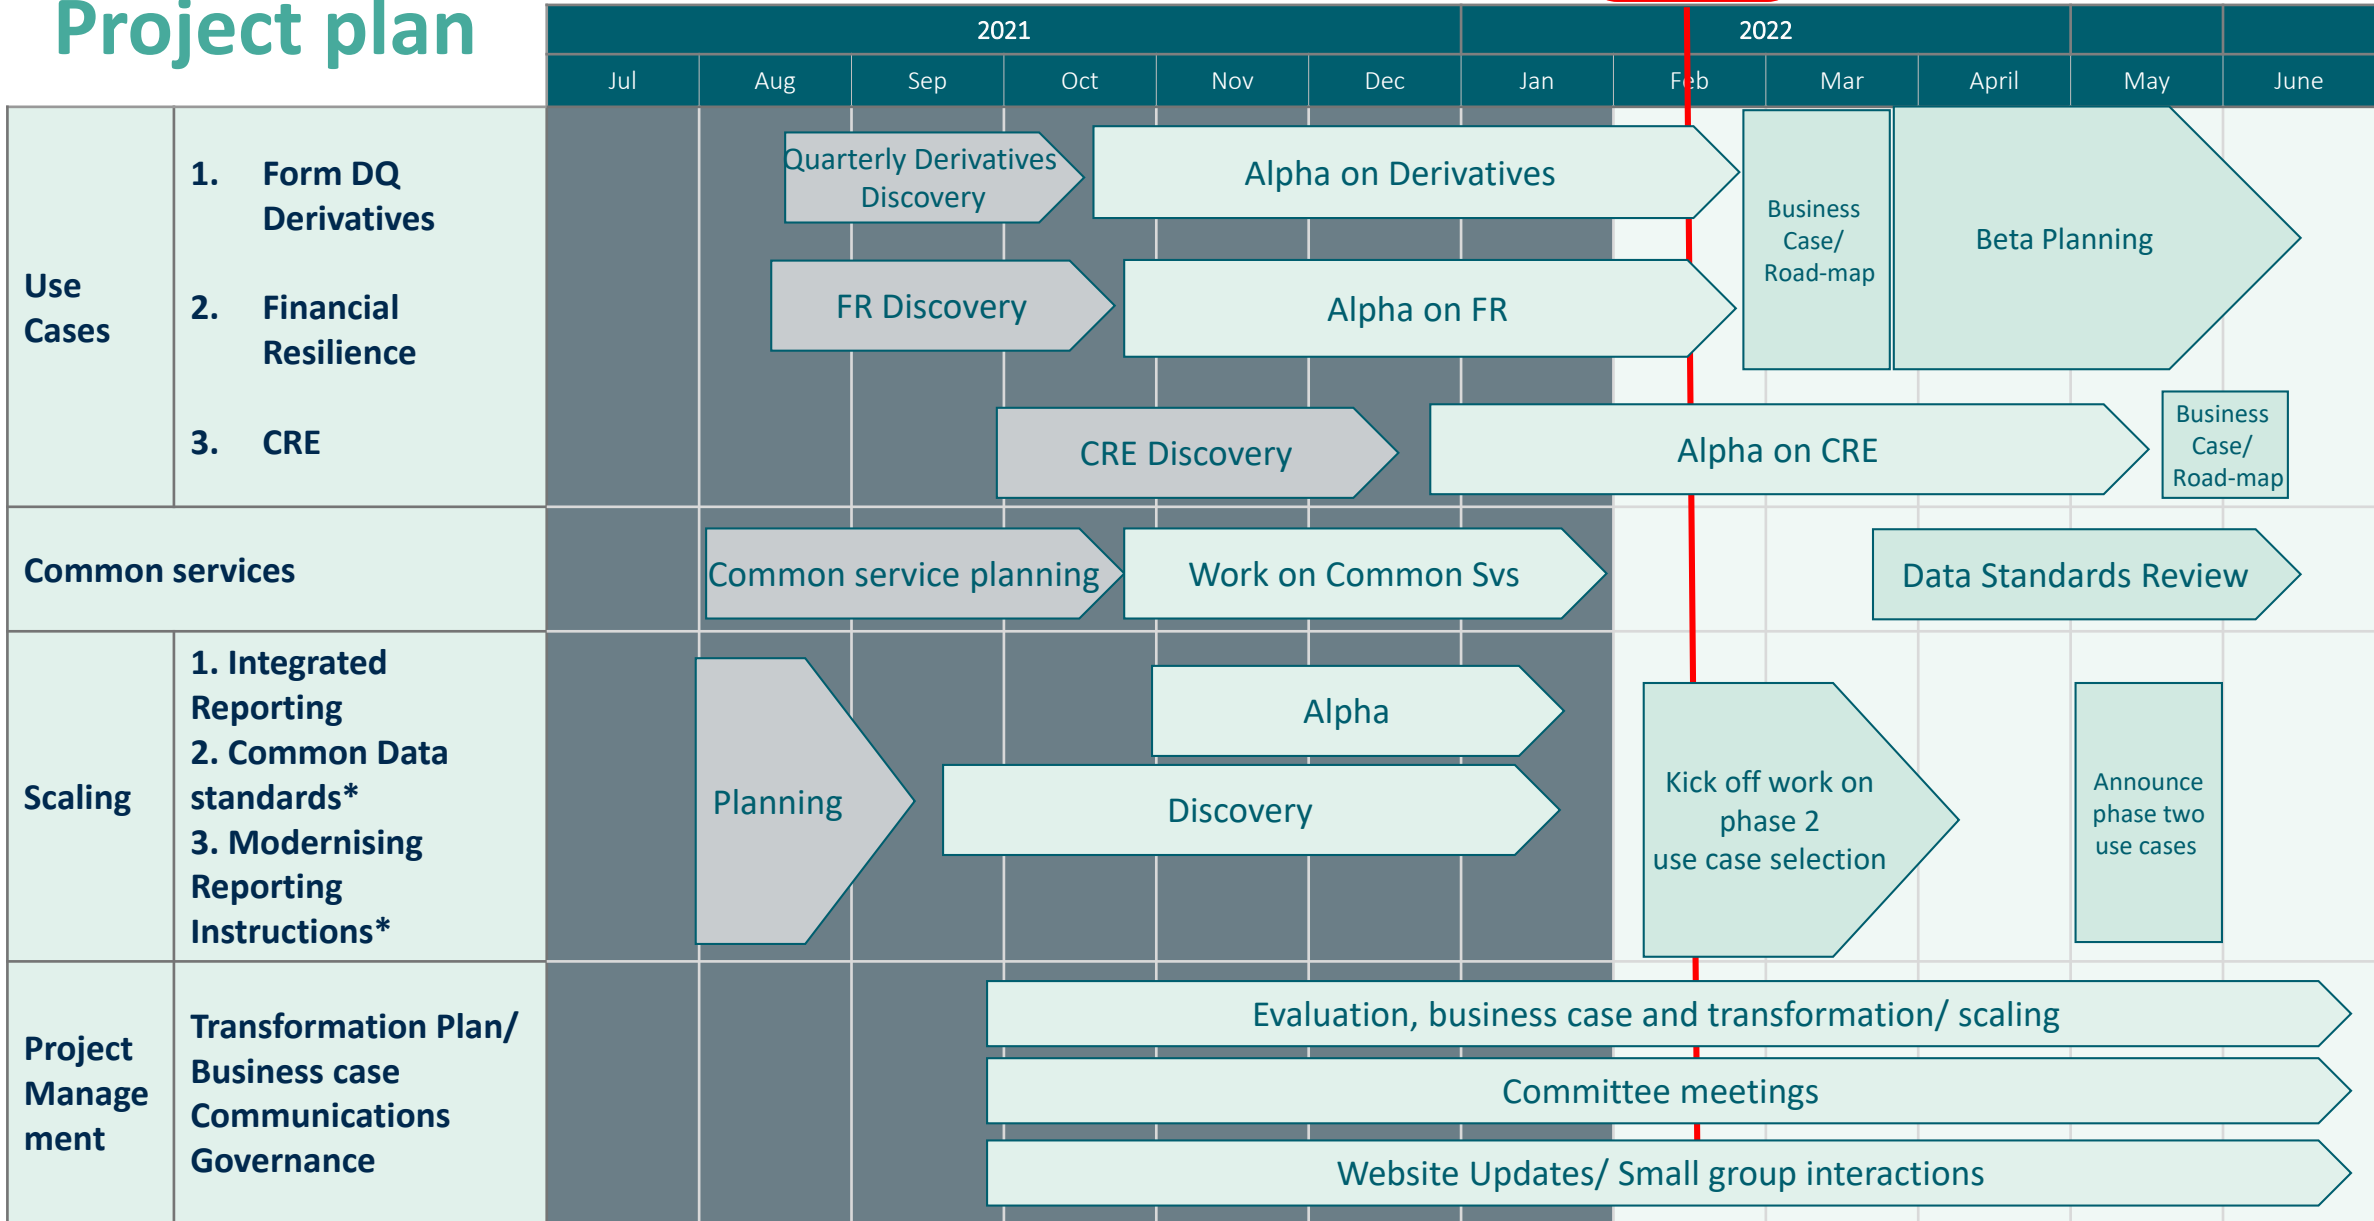 Project plan
2021
2022
Jul
Aug
Sep
Oct
Nov
Dec
Jan
Feb
Mar
April
May
June
Use
Cases
1. Form DQ
Derivatives
2. Financial
Resilience
3. CRE
Quarterly Derivatives
Discovery
Alpha on Derivatives
Business
Case/
Road-map
Beta Planning
FR Discovery
Alpha on FR
CRE Discovery
Alpha on CRE
Business
Case/
Road-map
Common services
Common service planning
Work on Common Svs
Data Standards Review
Scaling
1. Integrated
Reporting
2. Common Data
standards*
3. Modernising
Reporting
Instructions*
Planning
Alpha
Discovery
Kick off work on
phase 2
use case selection
Announce
phase two
use cases
Project
Manage
ment
Transformation Plan/
Business case
Communications
Governance
Evaluation, business case and transformation/ scaling
Committee meetings
Website Updates/ Small group interactions